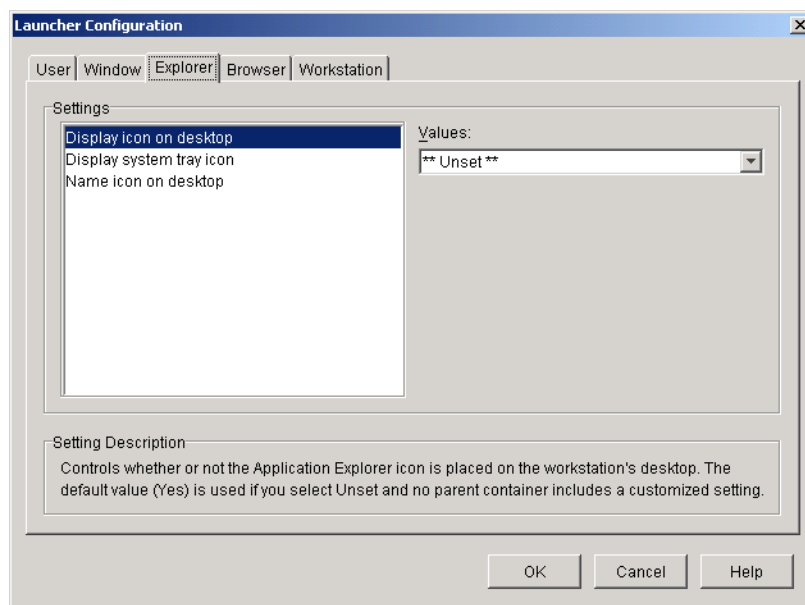 Launcher Configuration
User
Window
Explorer
Browser
Workstation
Settings
Display icon on desktop
Display system tray icon
Name icon on desktop
Values:
** Unset **
Setting Description
Controls whether or not the Application Explorer icon is placed on the workstation's desktop. The
default value (Yes) is used if you select Unset and no parent container includes a customized setting.
OK
Cancel
Help